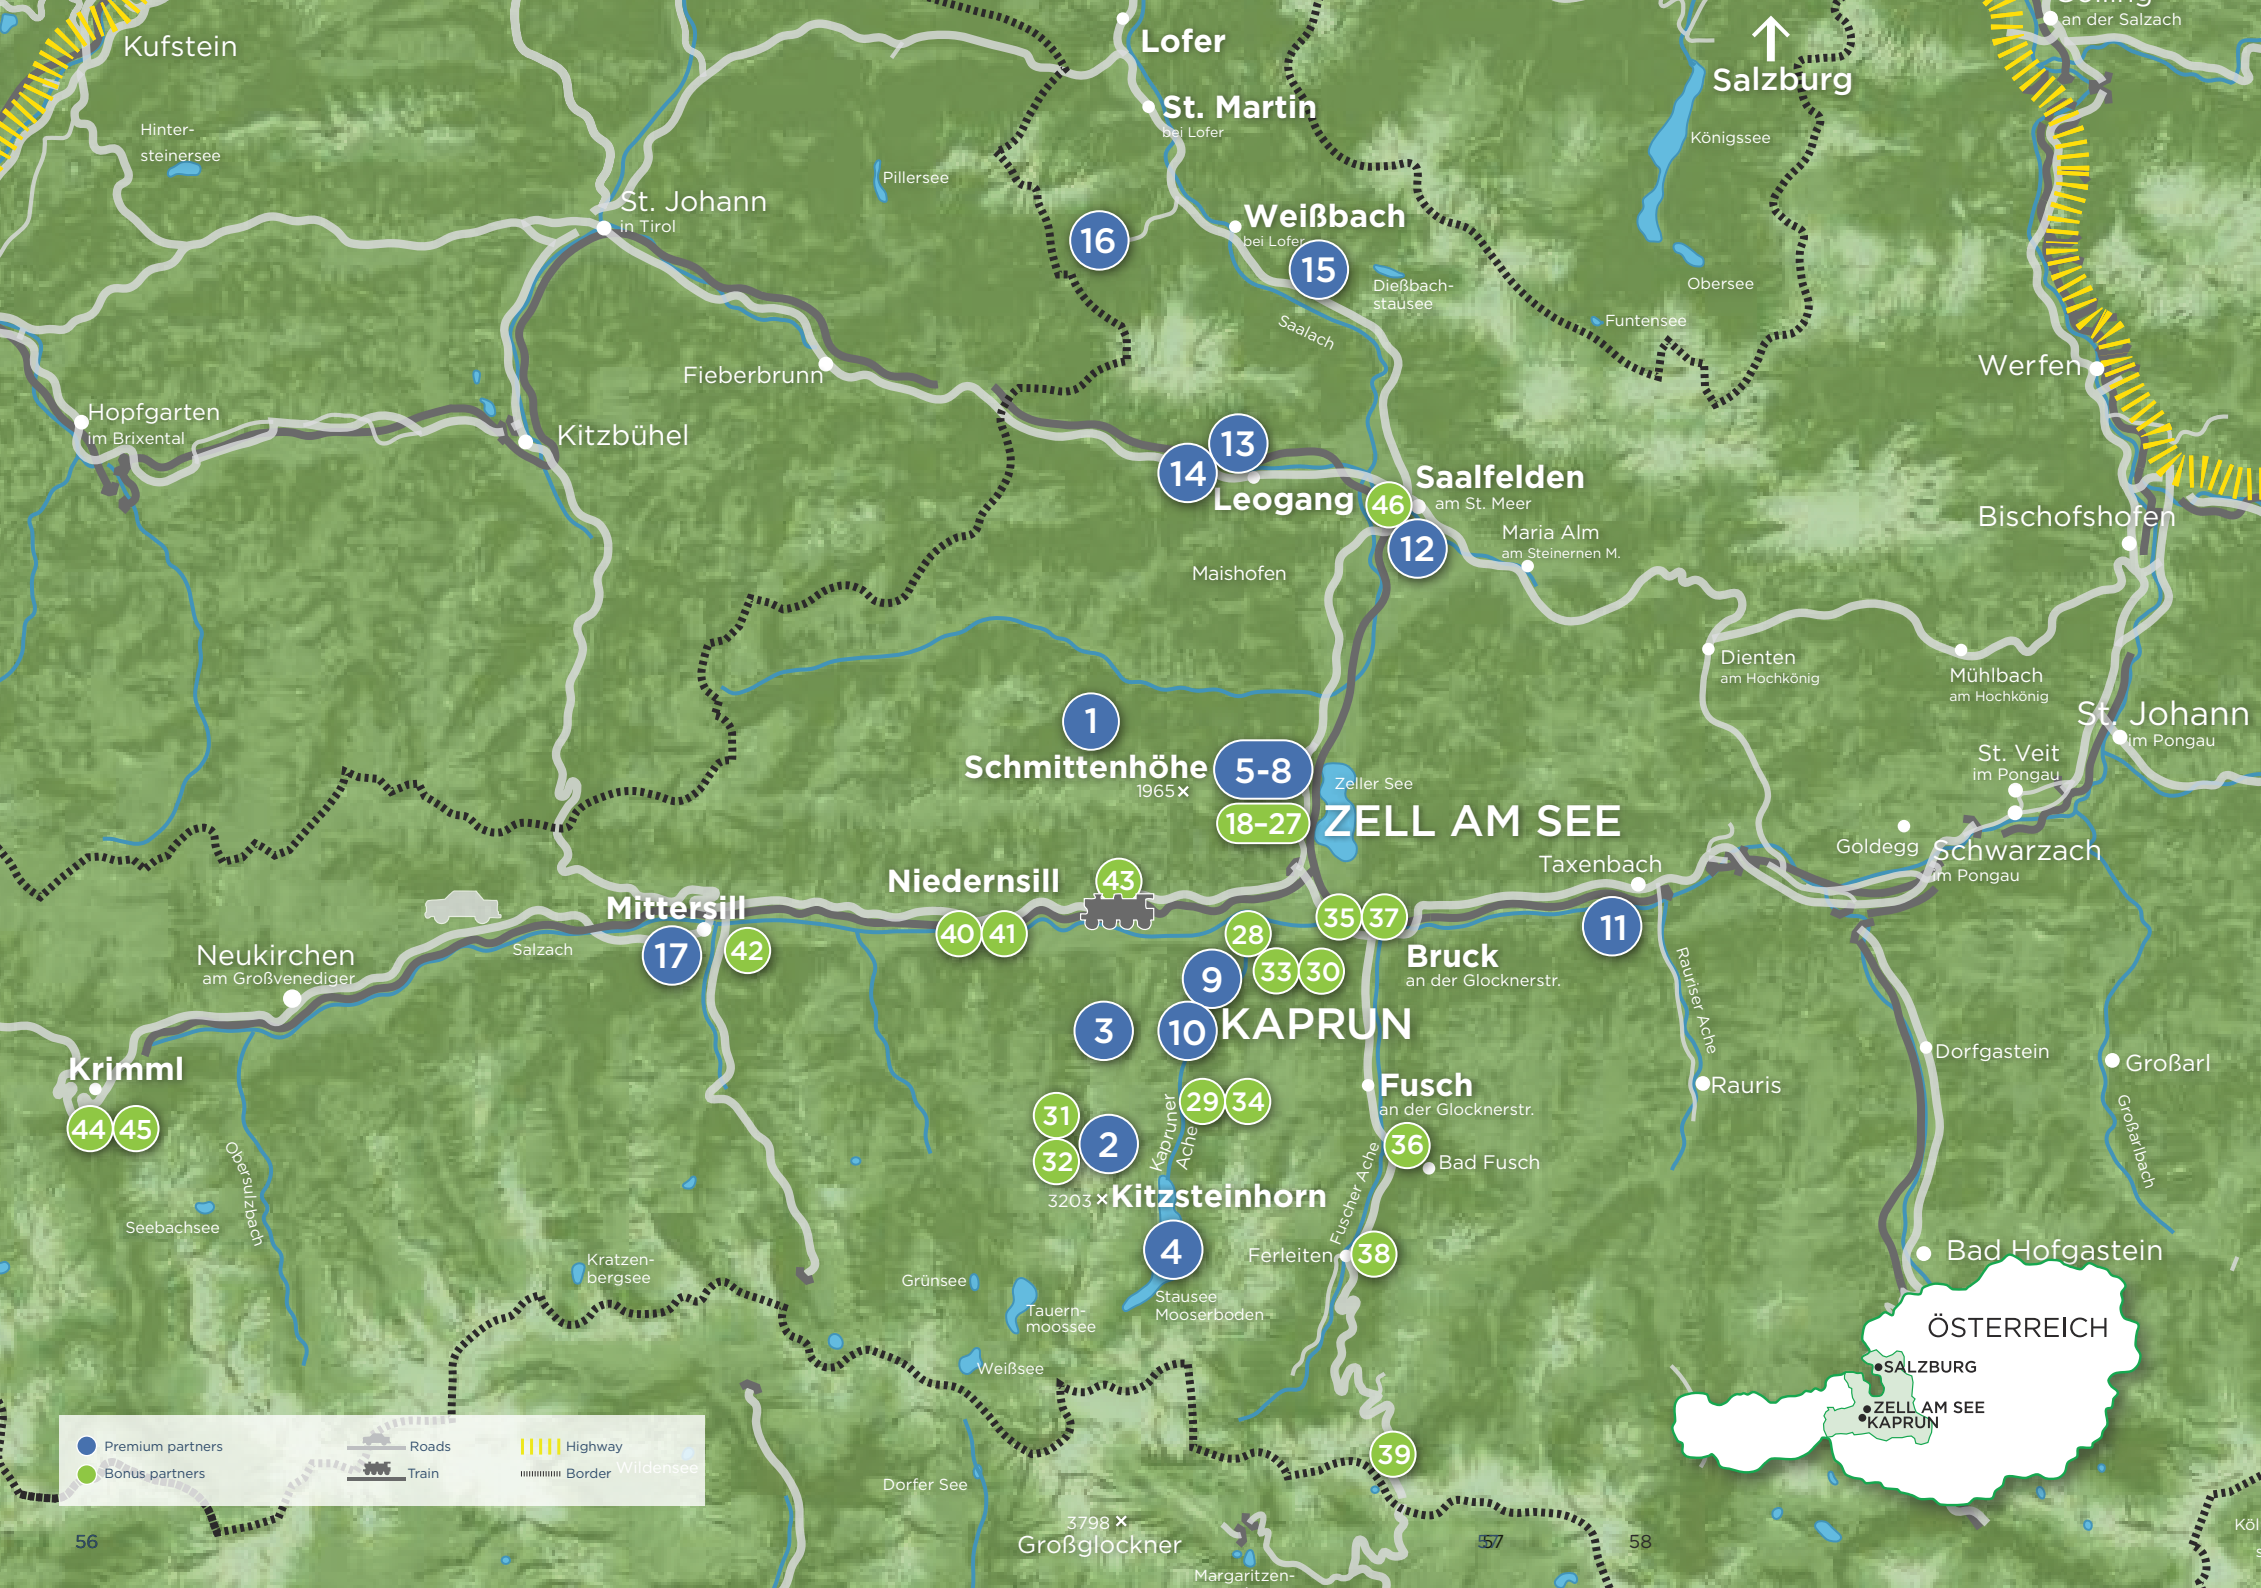 an der Salzach
Kufstein
Lofer
Salzburg
St. Martin
bei Lofer
Hinter-
steinersee
Königssee
Pillersee
St. Johann
in Tirol
16
Weißbach
bei Lofer
15
Dießbach-
stausee
Obersee
Saalach
Funtensee
Werfen
Fieberbrunn
Hopfgarten
im Brixental
Kitzbühel
13
14
Leogang
Saalfelden
am St. Meer
46
12
Maria Alm
am Steinernen M.
Bischofshofen
Maishofen
Dienten
am Hochkönig
Mühlbach
am Hochkönig
St. Johann
im Pongau
1
Schmittenhöhe
1965
5-8
18–27
Zeller See
ZELL AM SEE
St. Veit
im Pongau
Goldegg
Schwarzach
im Pongau
Taxenbach
Niedernsill
43
Mittersill
17
42
40
41
35
37
28
11
Salzach
Neukirchen
am Großvenediger
9
33
30
Bruck
an der Glocknerstr.
Rauriser Ache
3
10
KAPRUN
Dorfgastein
Großarl
Krimml
44
45
Fusch
an der Glocknerstr.
Rauris
31
32
2
29
34
Kapruner
Ache
36
Bad Fusch
Großarlbach
Obersulzbach
Seebachsee
3203
Kitzsteinhorn
Fuscher Ache
4
Ferleiten
38
Bad Hofgastein
Kratzen-
bergsee
Grünsee
Tauern-
moossee
Stausee
Mooserboden
Weißsee
ÖSTERREICH
SALZBURG
ZELL AM SEE
KAPRUN
39
Premium partners
Roads
Highway
Bonus partners
Train
Border
Wildensee
Dorfer See
3798
Großglockner
Margaritzen-
56
57
58
Köl